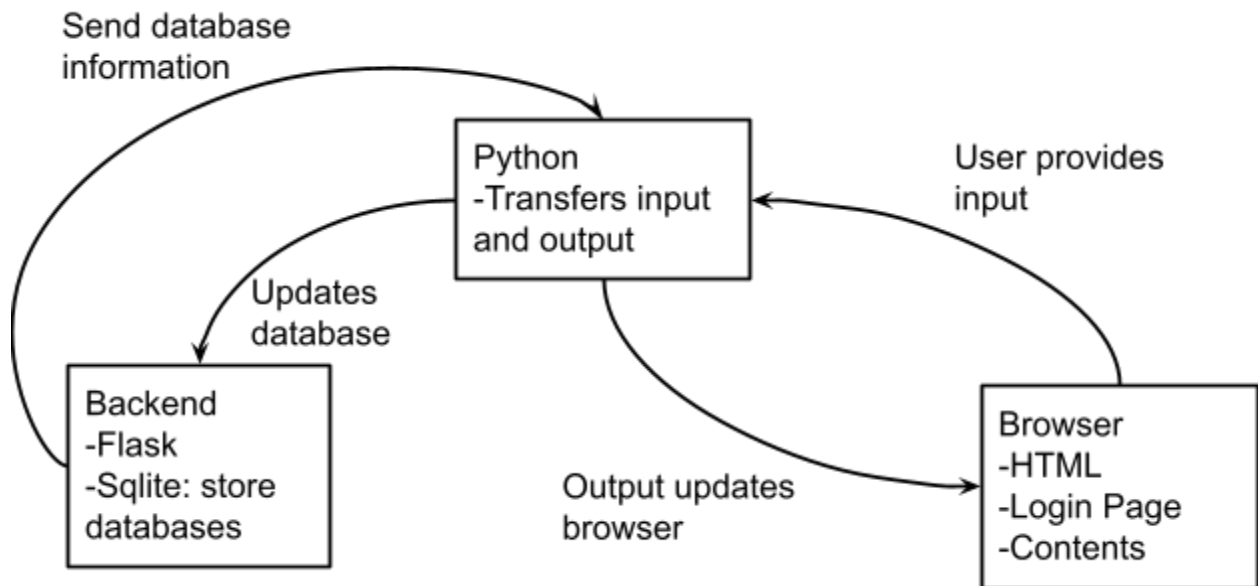 Send database
information
Python
-Transfers input
and output
User provides
input
Updates
database
Backend
-Flask
-Sqlite: store
databases
Output updates
browser
Browser
-HTML
-Login Page
-Contents